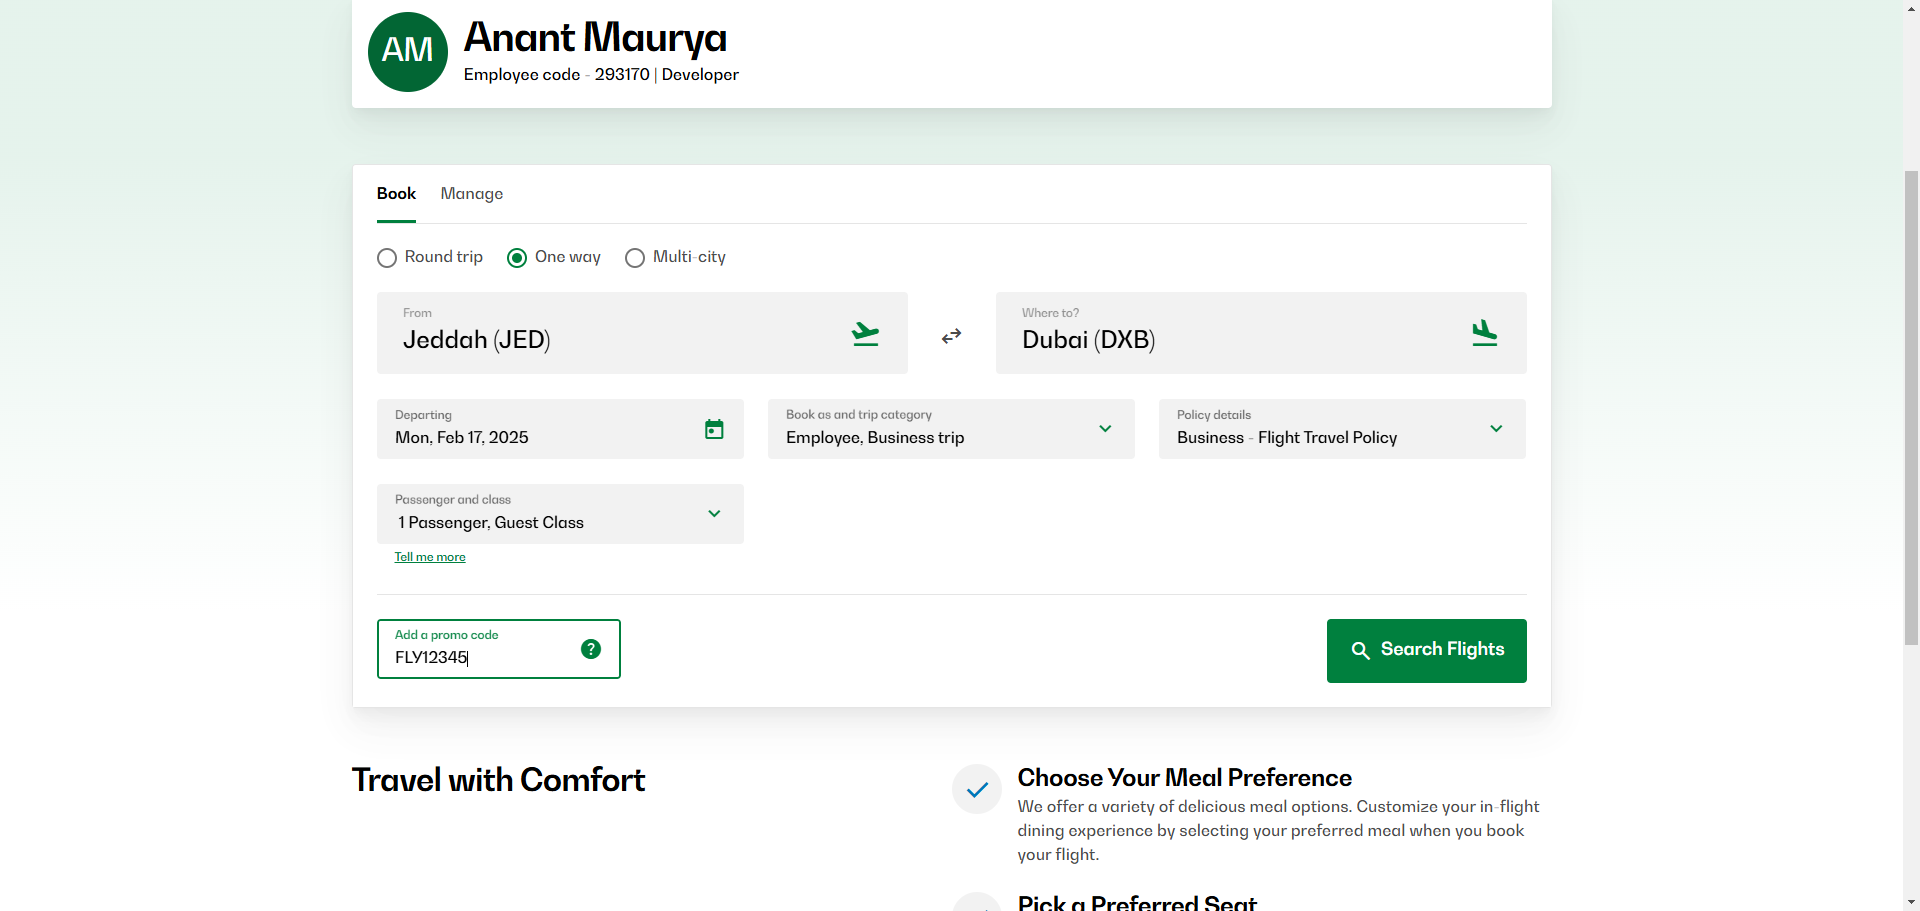 AM
Anant Maurya
Employee code - 293170 | Developer
Book Manage
Round trip One way Multi-city
From
Jeddah (JED)
Where to?
Dubai (DXB)
Departing
Mon, Feb 17, 2025
Book as and trip category
Employee, Business trip
Policy details
Business - Flight Travel Policy
Passenger and class
1 Passenger, Guest Class
Tell me more
Add a promo code
FLY12345
?
Search Flights
Travel with Comfort
Choose Your Meal Preference
We offer a variety of delicious meal options. Customize your in-flight
dining experience by selecting your preferred meal when you book
your flight.
Pick a Preferred Seat